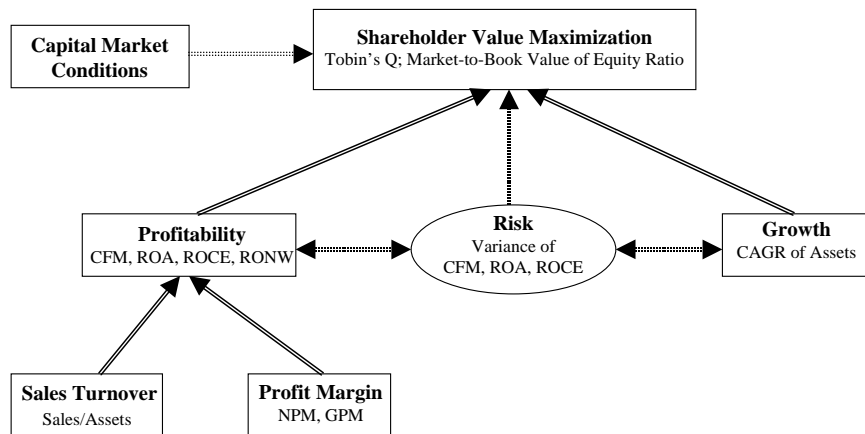 Capital Market
Conditions
Shareholder Value Maximization
Tobin's Q; Market-to-Book Value of Equity Ratio
Profitability
CFM, ROA, ROCE, RONW
Risk
Variance of
CFM, ROA, ROCE
Growth
CAGR of Assets
Sales Turnover
Sales/Assets
Profit Margin
NPM, GPM